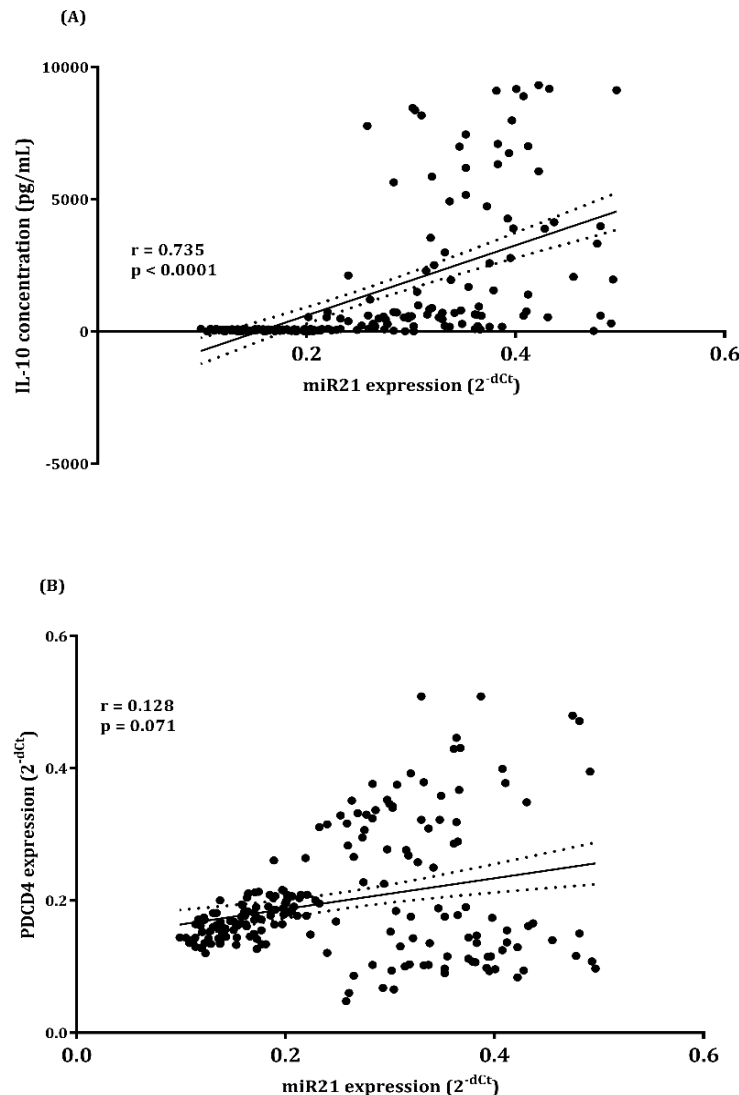 (A)
10000
5000
0
-5000
IL-10 concentration (pg/mL)
r = 0.735
p < 0.0001
0.2
0.4
0.6
miR21 expression (2^-dCt)
(B)
0.6
0.4
0.2
0.0
PDCD4 expression (2^-dCt)
r = 0.128
p = 0.071
0.0
0.2
0.4
0.6
miR21 expression (2^-dCt)